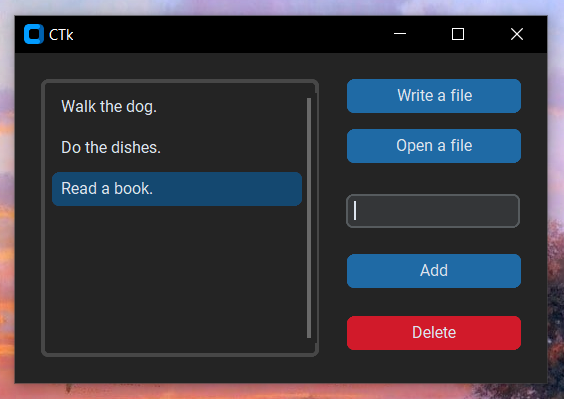 CTk
Walk the dog.
Do the dishes.
Read a book.
Write a file
Open a file
Add
Delete